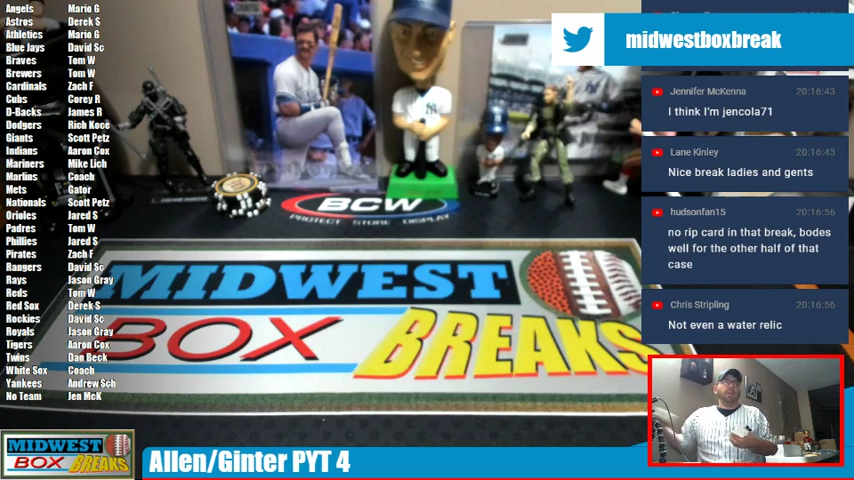 Angels Mario G
Astros Derek S
Athletics Mario G
Blue Jays David Sc
Braves Tom W
Brewers Tom W
Cardinals Zach F
Cubs Corey R
D-Backs James R
Dodgers Rich Koce
Giants Scott Petz
Indians Aaron Cox
Mariners Mike Lich
Marlins Coach
Mets Gator
Nationals Scott Petz
Orioles Jared S
Padres Tom W
Phillies Jared S
Pirates Zach F
Rangers David Sc
Rays Jason Gray
Reds Tom W
Red Sox Derek S
Rockies David Sc
Royals Jason Gray
Tigers Aaron Cox
Twins Dan Beck
White Sox Coach
Yankees Andrew Sch
No Team Jen McK
BCW
PROTECT STORE DISPLAY
MIDWEST
BOX BREAKS
midwestboxbreak
Jennifer McKenna 20:16:43
I think I'm jencola71
Lane Kinley 20:16:43
Nice break ladies and gents
hudsonfan15 20:16:56
no rip card in that break, bodes
well for the other half of that
case
Chris Stripling 20:16:56
Not even a water relic
MIDWEST
BOX BREAKS
Allen/Ginter PYT 4